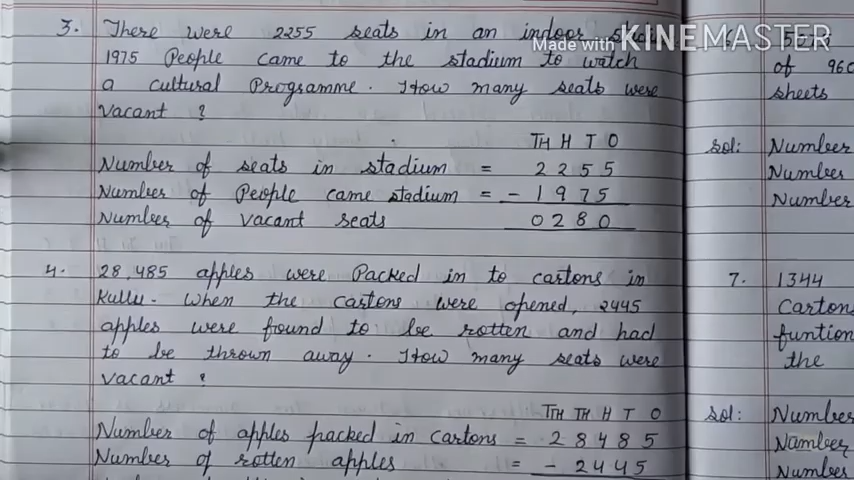 3. There were 2255 seats in an indoor
Made with KINEMASTER
1975 People came to the stadium to watch
a cultural Programme. How many seats were
vacant ?
TH H T O
Number of seats in stadium = 2 2 5 5
Number of People came stadium = - 1 9 7 5
Number of vacant seats 0 2 8 0
4. 28,485 apples were Packed in to cartons in
Kullu. When the cartons were opened, 2445
apples were found to be rotten and had
to be thrown away. How many seats were
vacant ?
TTH TH H T O
Number of apples packed in cartons = 2 8 4 8 5
Number of rotten apples = - 2 4 4 5
of 960
sheets
Sol: Number
Number
Number
7. 1344
Cartons
funtion
the
Sol: Number
Number
Number